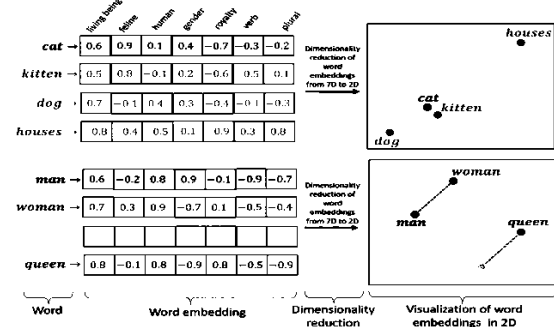 living being feline human gender royalty verb plural
cat → 0.6 0.9 0.1 0.4 −0.7 −0.3 −0.2
kitten → 0.5 0.8 −0.1 0.2 −0.6 0.5 0.1
dog 0.7 −0.1 0.4 0.3 −0.4 −0.1 −0.3
houses → 0.8 0.4 0.5 0.1 0.9 0.3 0.8
Dimensionality
reduction of
word
embeddings
from 7D to 2D
houses
cat
kitten
dog
man → 0.6 −0.2 0.8 0.9 −0.1 −0.9 −0.7
woman → 0.7 0.3 0.9 −0.7 0.1 −0.5 −0.4
queen → 0.8 −0.1 0.8 −0.9 0.8 −0.5 −0.9
Dimensionality
reduction of
word
embeddings
from 7D to 2D
woman
man
queen
Word
Word embedding
Dimensionality
reduction
Visualization of word
embeddings in 2D